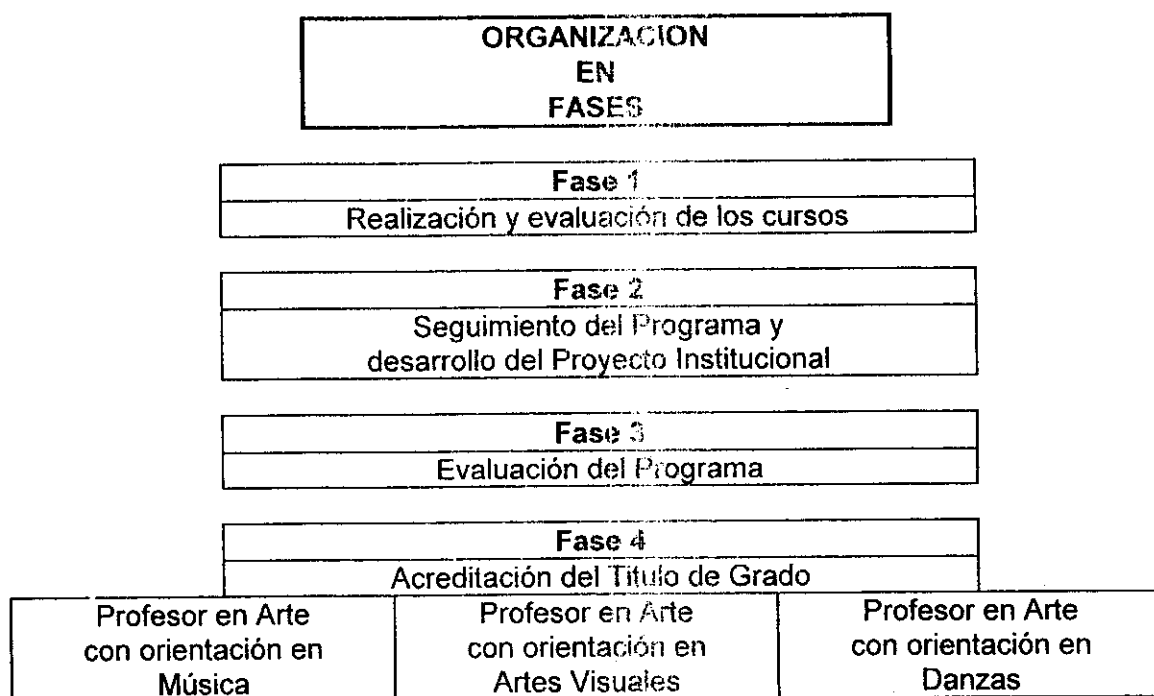 ORGANIZACION
EN
FASES
Fase 1
Realización y evaluación de los cursos
Fase 2
Seguimiento del Programa y
desarrollo del Proyecto Institucional
Fase 3
Evaluación del Programa
Fase 4
Acreditación del Titulo de Grado
Profesor en Arte
con orientación en
Música
Profesor en Arte
con orientación en
Artes Visuales
Profesor en Arte
con orientación en
Danzas